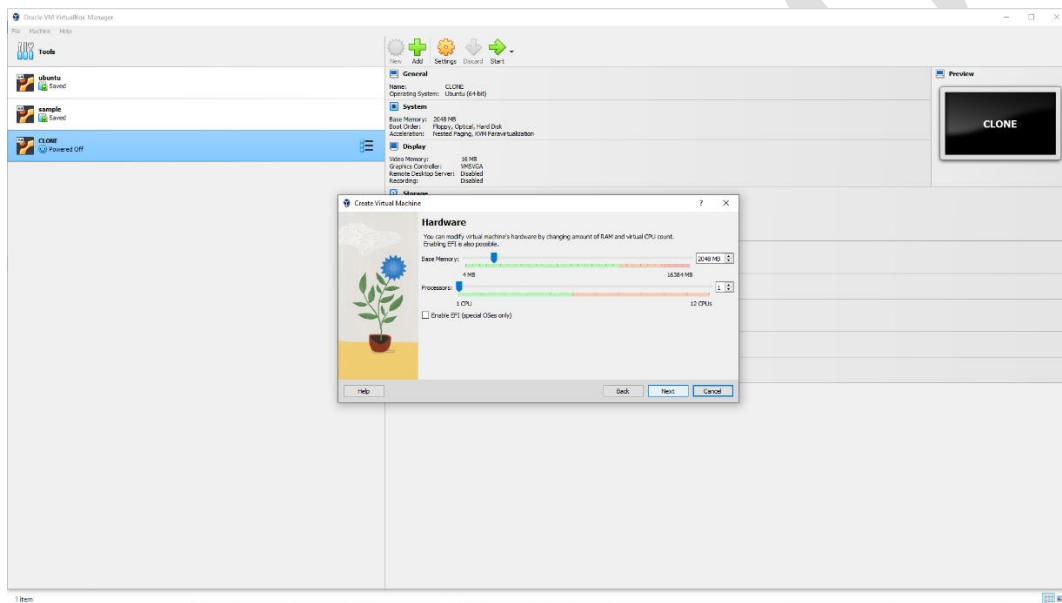 Oracle VM VirtualBox Manager
File Machine Help
Tools
New Add Settings Discard Start
ubuntu
Saved
sample
Saved
CLONE
Powered Off
General
Name: CLONE
Operating System: Ubuntu (64-bit)
System
Base Memory: 2048 MB
Boot Order: Floppy, Optical, Hard Disk
Acceleration: Nested Paging, KVM Paravirtualization
Display
Video Memory: 16 MB
Graphics Controller: VMSVGA
Remote Desktop Server: Disabled
Recording: Disabled
Storage
Preview
CLONE
Create Virtual Machine ? X
Hardware
You can modify virtual machine's hardware by changing amount of RAM and virtual CPU count.
Enabling EFI is also possible.
Base Memory: 2048 MB
4 MB 16384 MB
Processors: 1
1 CPU 12 CPUs
Enable EFI (special OSes only)
Help Back Next Cancel
1 item